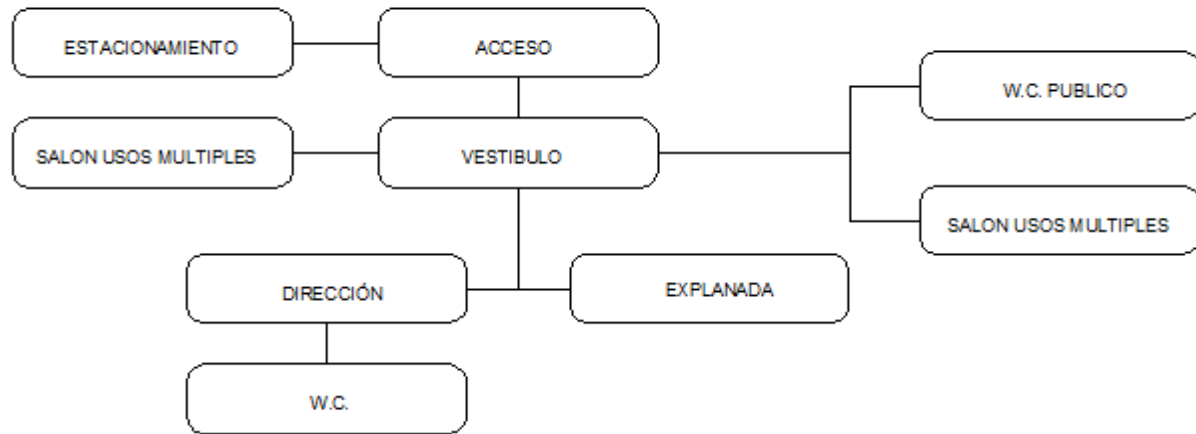 ESTACIONAMIENTO
ACCESO
W.C. PUBLICO
SALON USOS MULTIPLES
VESTIBULO
SALON USOS MULTIPLES
DIRECCIÓN
EXPLANADA
W.C.